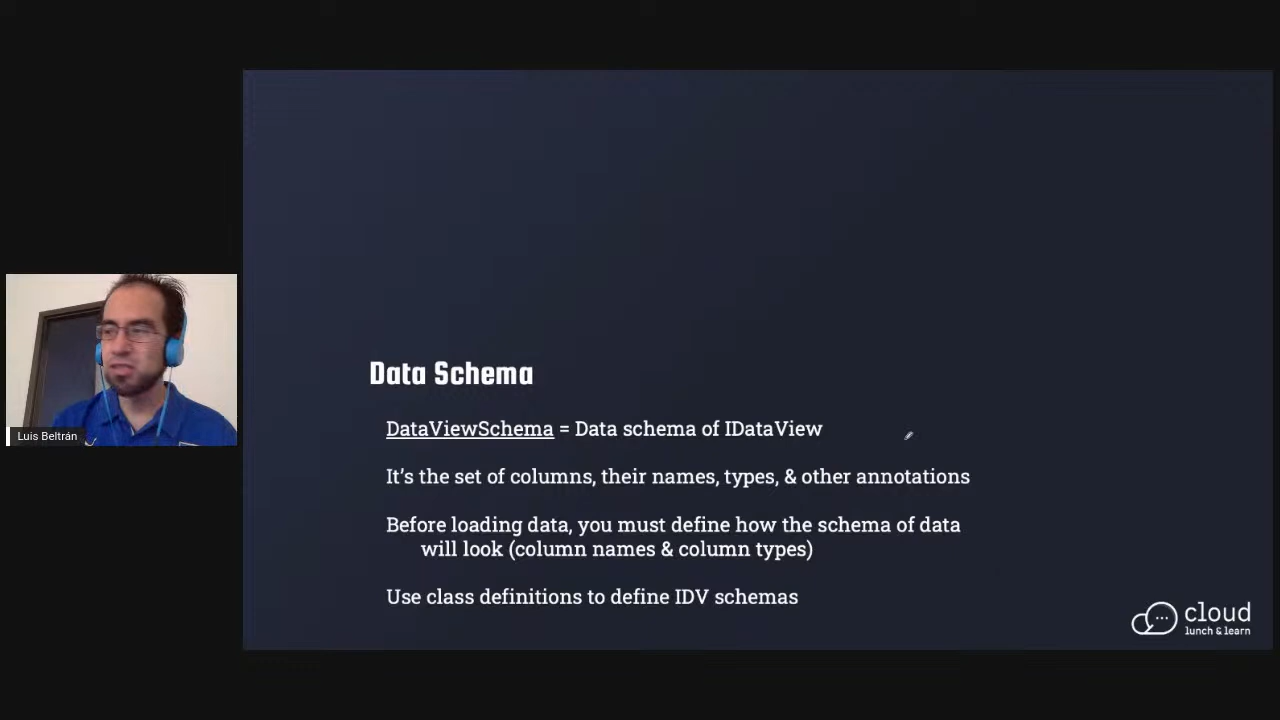 Data Schema
DataViewSchema = Data schema of IDataView
It's the set of columns, their names, types, & other annotations
Before loading data, you must define how the schema of data
will look (column names & column types)
Use class definitions to define IDV schemas
Luis Beltrán
cloud
lunch & learn